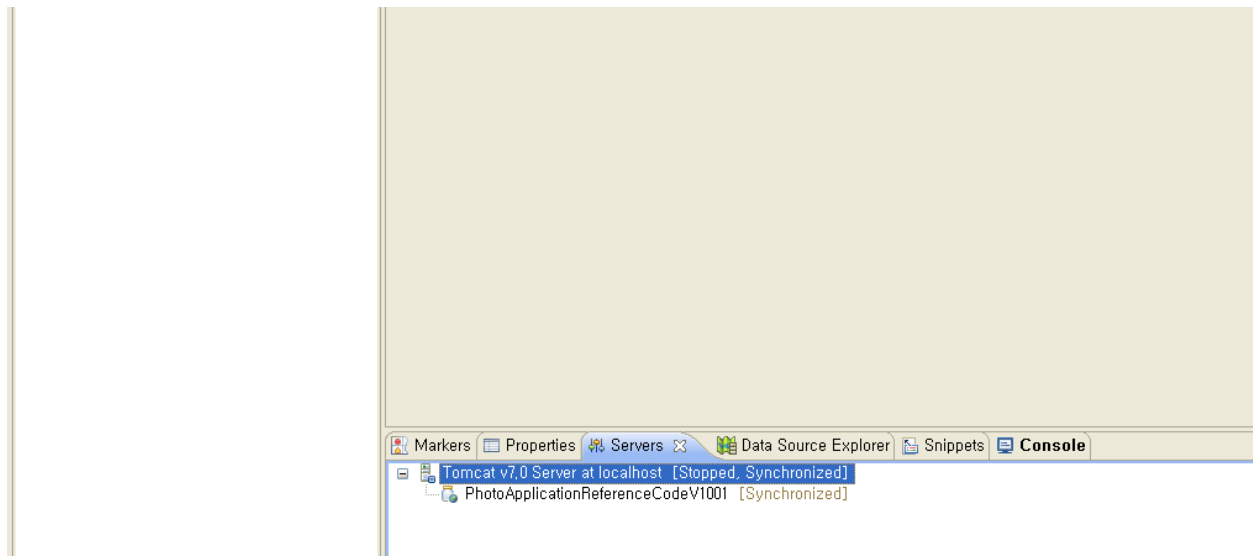 Markers Properties Servers Data Source Explorer Snippets Console
Tomcat v7,0 Server at localhost [Stopped, Synchronized]
PhotoApplicationReferenceCodeV1001 [Synchronized]